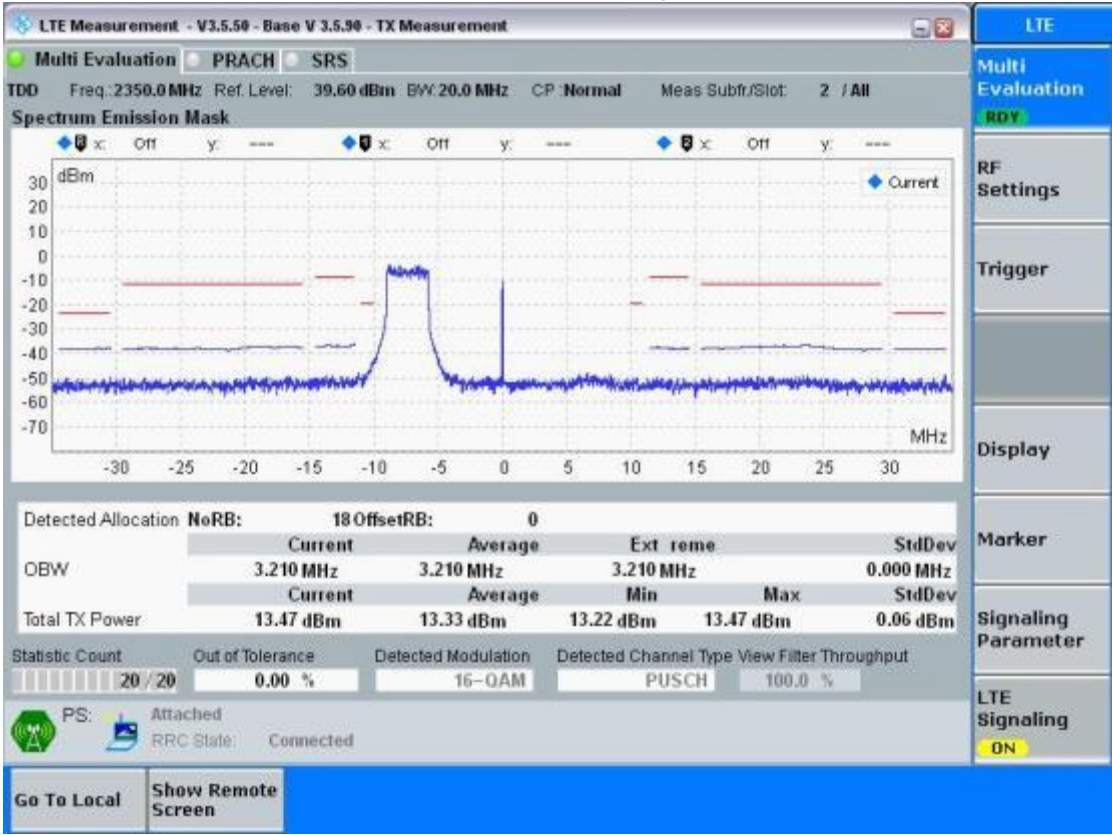 LTE Measurement - V3.5.50 - Base V 3.5.90 - TX Measurement
LTE
Multi Evaluation PRACH SRS
Multi
Evaluation
RDY
TDD Freq.:2350.0 MHz Ref. Level: 39.60 dBm BW:20.0 MHz CP :Normal Meas Subfr./Slot: 2 / All
Spectrum Emission Mask
x: Off y: --- x: Off y: --- 2 x: Off y: ---
dBm
Current
30
20
10
0
-10
-20
-30
-40
-50
-60
-70
MHz
-30 -25 -20 -15 -10 -5 0 5 10 15 20 25 30
RF
Settings
Trigger
Display
Marker
Signaling
Parameter
LTE
Signaling
ON
Detected Allocation NoRB: 18 OffsetRB: 0
Current Average Ext reme StdDev
OBW 3.210 MHz 3.210 MHz 3.210 MHz 0.000 MHz
Current Average Min Max StdDev
Total TX Power 13.47 dBm 13.33 dBm 13.22 dBm 13.47 dBm 0.06 dBm
Statistic Count Out of Tolerance Detected Modulation Detected Channel Type View Filter Throughput
20 / 20 0.00 % 16-QAM PUSCH 100.0 %
PS: Attached
RRC State: Connected
Go To Local
Show Remote
Screen